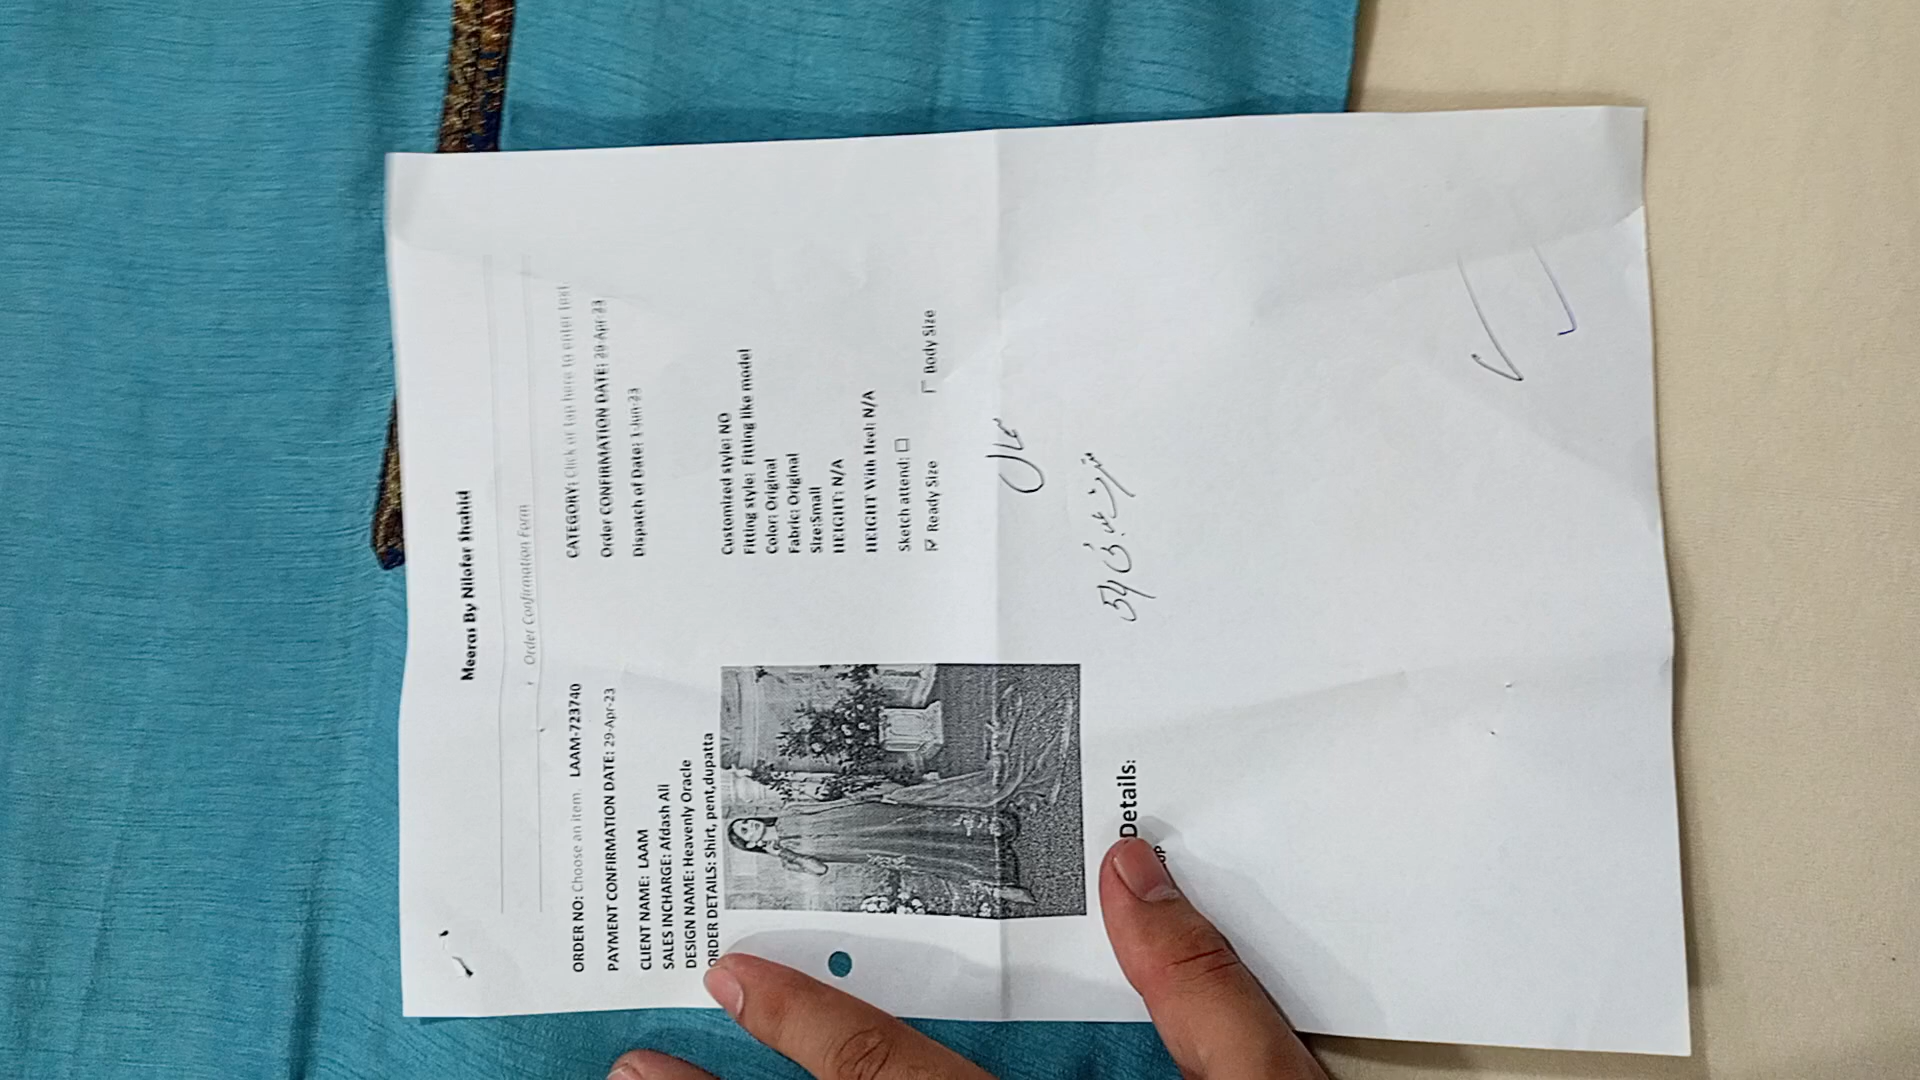 Meeras By Nilofer Shahid
Order Confirmation Form
ORDER NO: Choose an item. LAAM-723740
CATEGORY: Click or tap here to enter text.
PAYMENT CONFIRMATION DATE: 29-Apr-23
Order CONFIRMATION DATE: 29-Apr-23
CLIENT NAME: LAAM
Dispatch of Date: 1-Jun-23
SALES INCHARGE: Afdash Ali
DESIGN NAME: Heavenly Oracle
ORDER DETAILS: Shirt, pent,dupatta
Customized style: NO
Fitting style: Fitting like model
Color: Original
Fabric: Original
Size:Small
HEIGHT: N/A
HEIGHT With Heel: N/A
Sketch attend: ☐
☑ Ready Size ☐ Body Size
Details: